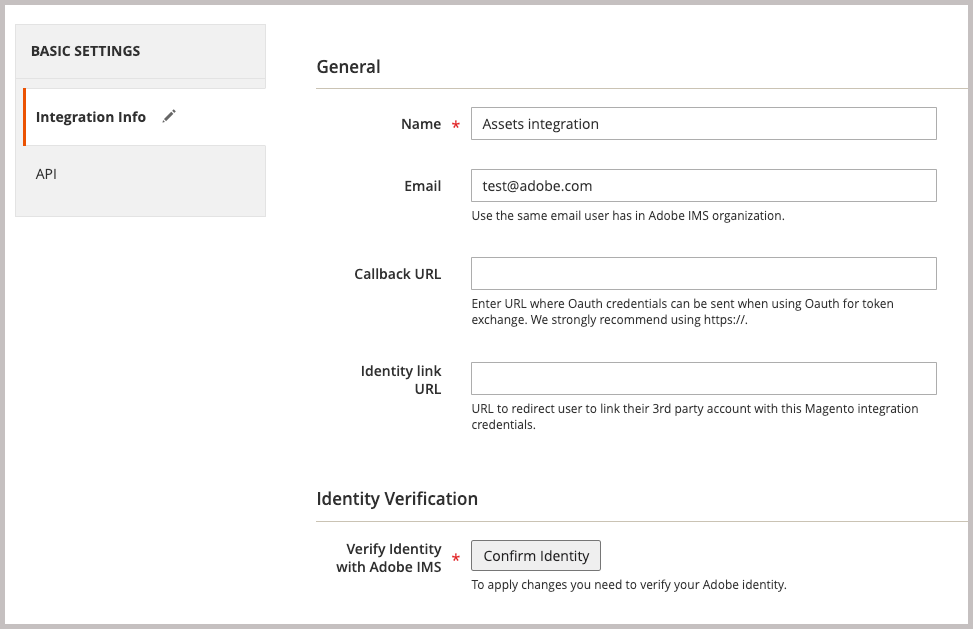 BASIC SETTINGS
Integration Info
API
General
Name *
Assets integration
Email
test@adobe.com
Use the same email user has in Adobe IMS organization.
Callback URL
Enter URL where Oauth credentials can be sent when using Oauth for token
exchange. We strongly recommend using https://.
Identity link
URL
URL to redirect user to link their 3rd party account with this Magento integration
credentials.
Identity Verification
Verify Identity
with Adobe IMS *
Confirm Identity
To apply changes you need to verify your Adobe identity.